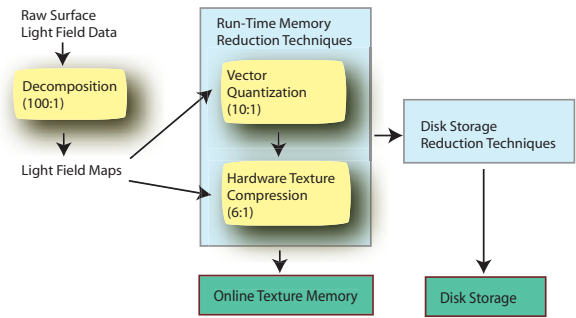 Raw Surface
Light Field Data
Decomposition
(100:1)
Light Field Maps
Run-Time Memory
Reduction Techniques
Vector
Quantization
(10:1)
Hardware Texture
Compression
(6:1)
Online Texture Memory
Disk Storage
Reduction Techniques
Disk Storage